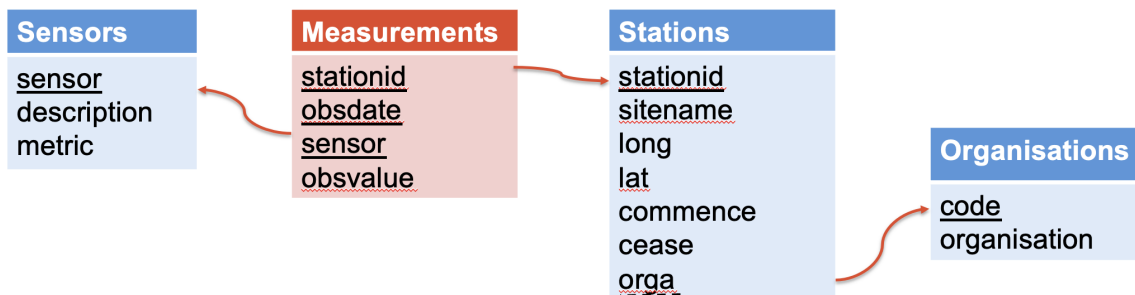 Sensors
sensor
description
metric
Measurements
stationid
obsdate
sensor
obsvalue
Stations
stationid
sitename
long
lat
commence
cease
orga
Organisations
code
organisation